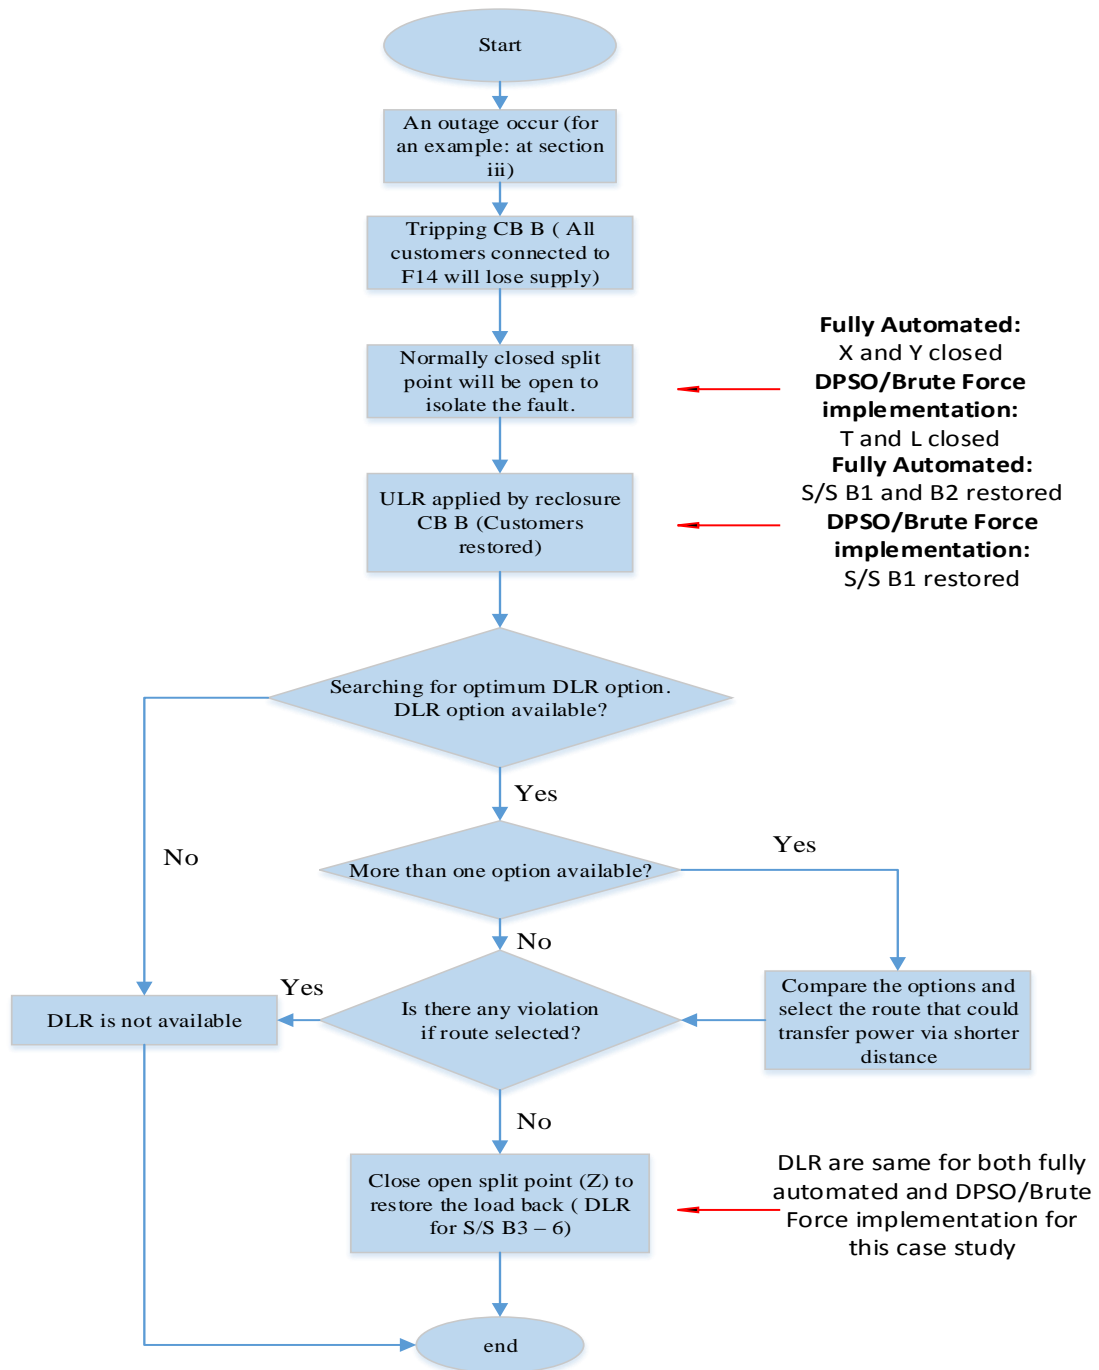 Start
An outage occur (for
an example: at section
iii)
Tripping CB B ( All
customers connected to
F14 will lose supply)
Normally closed split
point will be open to
isolate the fault.
Fully Automated:
X and Y closed
DPSO/Brute Force
implementation:
T and L closed
ULR applied by reclosure
CB B (Customers
restored)
Fully Automated:
S/S B1 and B2 restored
DPSO/Brute Force
implementation:
S/S B1 restored
Searching for optimum DLR option.
DLR option available?
Yes
No
More than one option available?
Yes
No
Compare the options and
select the route that could
transfer power via shorter
distance
Is there any violation
if route selected?
Yes
DLR is not available
No
Close open split point (Z) to
restore the load back ( DLR
for S/S B3 – 6)
DLR are same for both fully
automated and DPSO/Brute
Force implementation for
this case study
end